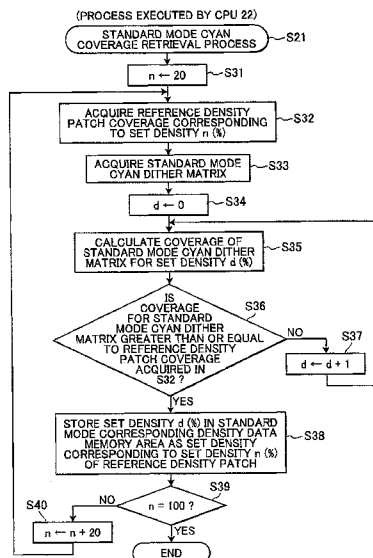 (PROCESS EXECUTED BY CPU 22)
STANDARD MODE CYAN
COVERAGE RETRIEVAL PROCESS
S21
n ← 20
S31
ACQUIRE REFERENCE DENSITY
PATCH COVERAGE CORRESPONDING
TO SET DENSITY n (%)
S32
ACQUIRE STANDARD MODE
CYAN DITHER MATRIX
S33
d ← 0
S34
CALCULATE COVERAGE OF
STANDARD MODE CYAN DITHER
MATRIX FOR SET DENSITY d (%)
S35
IS
COVERAGE
FOR STANDARD
MODE CYAN DITHER
MATRIX GREATER THAN OR EQUAL
TO REFERENCE DENSITY
PATCH COVERAGE
ACQUIRED IN
S32 ?
S36
NO
S37
d ← d + 1
YES
STORE SET DENSITY d (%) IN STANDARD
MODE CORRESPONDING DENSITY DATA
MEMORY AREA AS SET DENSITY
CORRESPONDING TO SET DENSITY n (%)
OF REFERENCE DENSITY PATCH
S38
S39
n = 100 ?
NO
S40
n ← n + 20
YES
END